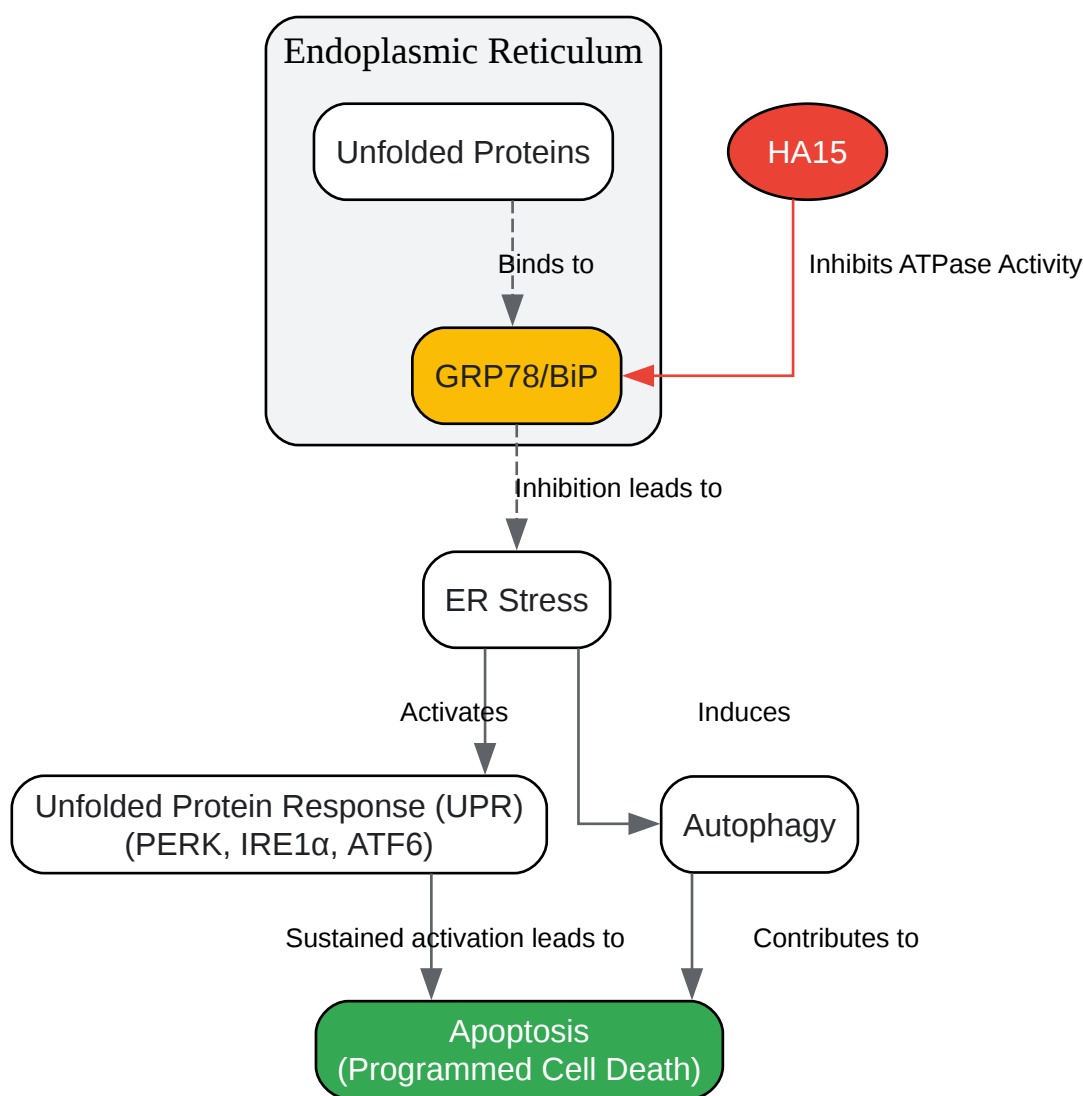 Endoplasmic Reticulum
Unfolded Proteins
HA15
Binds to
Inhibits ATPase Activity
GRP78/BiP
Inhibition leads to
ER Stress
Activates
Induces
Unfolded Protein Response (UPR)
(PERK, IRE1α, ATF6)
Autophagy
Sustained activation leads to
Contributes to
Apoptosis
(Programmed Cell Death)